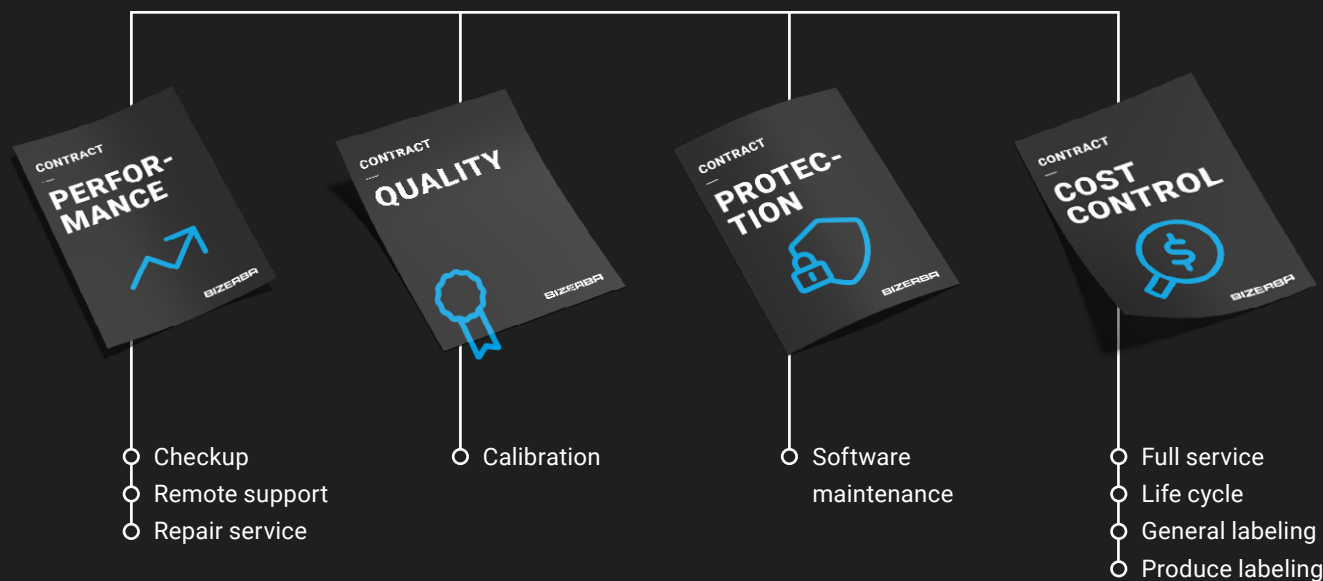 CONTRACT
PERFOR-
MANCE
BIZERBA
Checkup
Remote support
Repair service
CONTRACT
QUALITY
BIZERBA
Calibration
CONTRACT
PROTEC-
TION
BIZERBA
Software
maintenance
CONTRACT
COST
CONTROL
$
BIZERBA
Full service
Life cycle
General labeling
Produce labeling